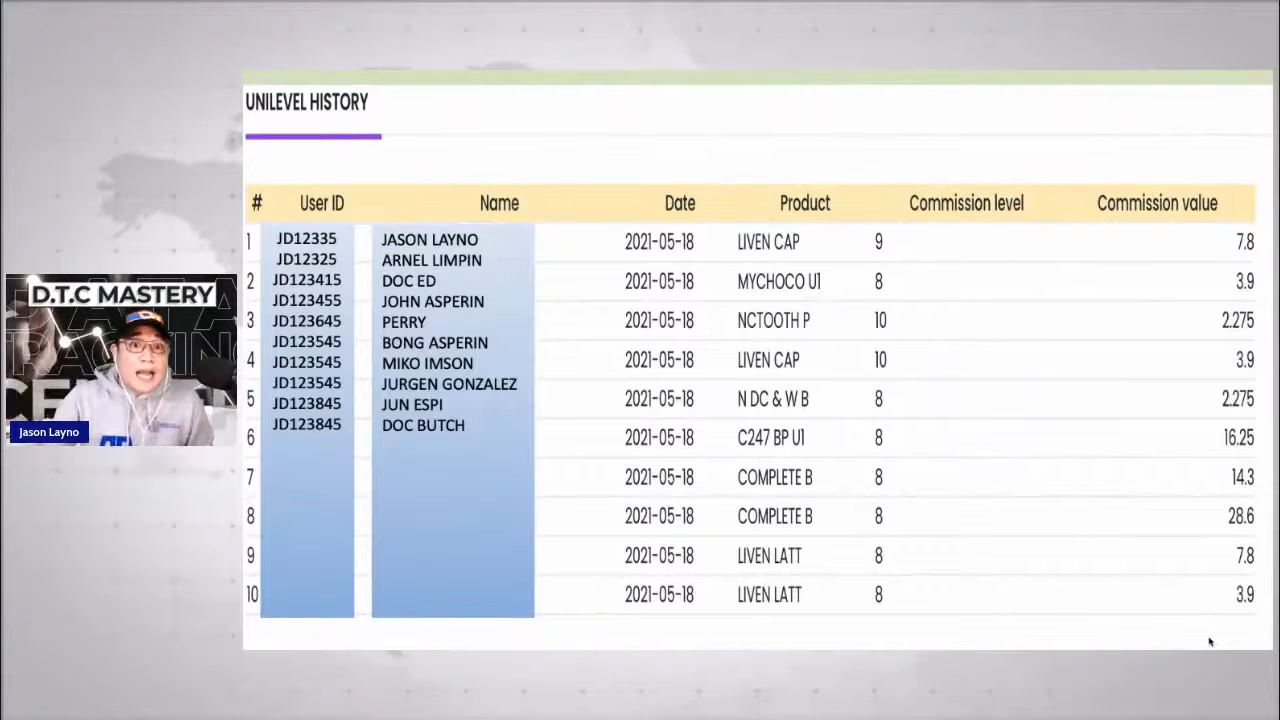 UNILEVEL HISTORY
# User ID Name Date Product Commission level Commission value
1 JD12335 JASON LAYNO 2021-05-18 LIVEN CAP 9 7.8
JD12325 ARNEL LIMPIN
2 JD123415 DOC ED 2021-05-18 MYCHOCO U1 8 3.9
JD123455 JOHN ASPERIN
3 JD123645 PERRY 2021-05-18 NCTOOTH P 10 2.275
JD123545 BONG ASPERIN
4 JD123545 MIKO IMSON 2021-05-18 LIVEN CAP 10 3.9
JD123545 JURGEN GONZALEZ
5 JD123845 JUN ESPI 2021-05-18 N DC & W B 8 2.275
JD123845 DOC BUTCH
6 2021-05-18 C247 BP U1 8 16.25
7 2021-05-18 COMPLETE B 8 14.3
8 2021-05-18 COMPLETE B 8 28.6
9 2021-05-18 LIVEN LATT 8 7.8
10 2021-05-18 LIVEN LATT 8 3.9
D.T.C MASTERY
Jason Layno